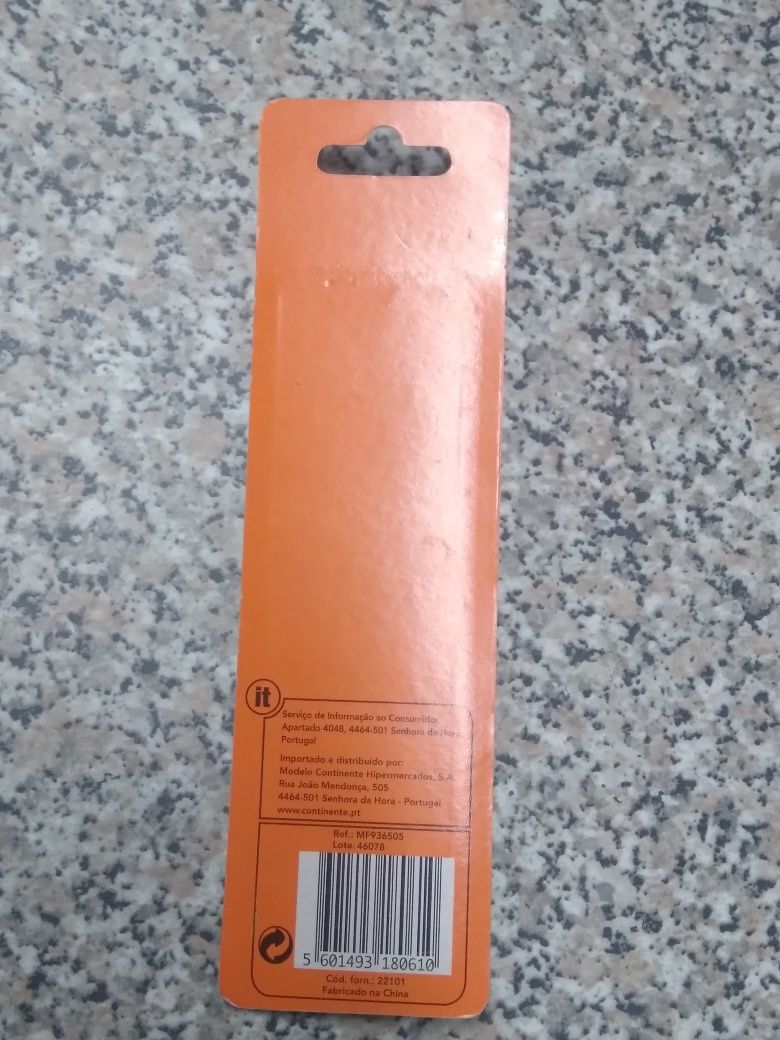 it
Serviço de Informação ao Consumidor
Apartado 4048, 4464-501 Senhora da Hora
Portugal
Importado e distribuído por:
Modelo Continente Hipermercados, S.A.
Rua João Mendonça, 505
4464-501 Senhora da Hora - Portugal
www.continente.pt
Ref.: MF936505
Lote: 46078
5 601493 180610
Cód. forn.: 22101
Fabricado na China